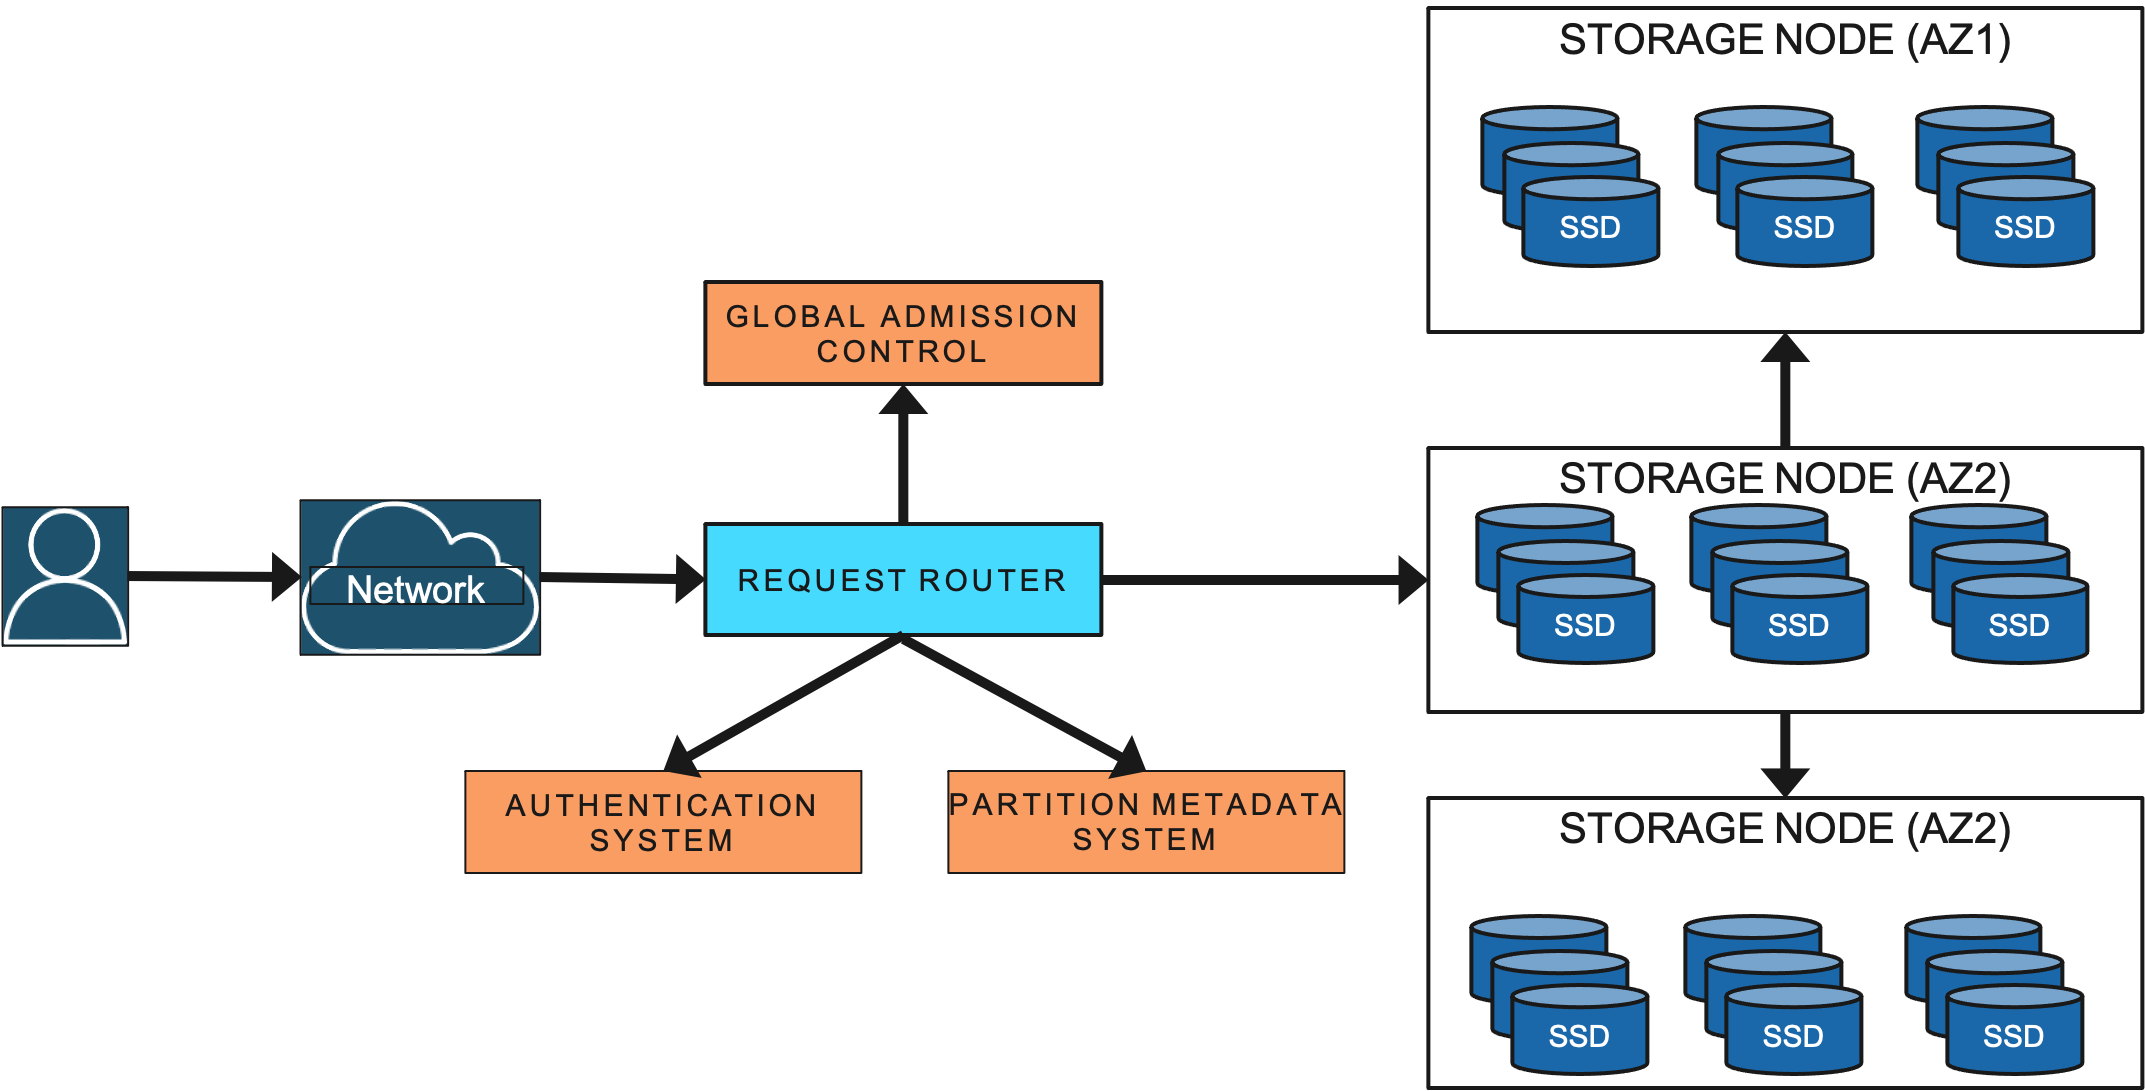 STORAGE NODE (AZ1)
SSD
SSD
SSD
GLOBAL ADMISSION
CONTROL
STORAGE NODE (AZ2)
SSD
SSD
SSD
Network
REQUEST ROUTER
AUTHENTICATION
SYSTEM
PARTITION METADATA
SYSTEM
STORAGE NODE (AZ2)
SSD
SSD
SSD